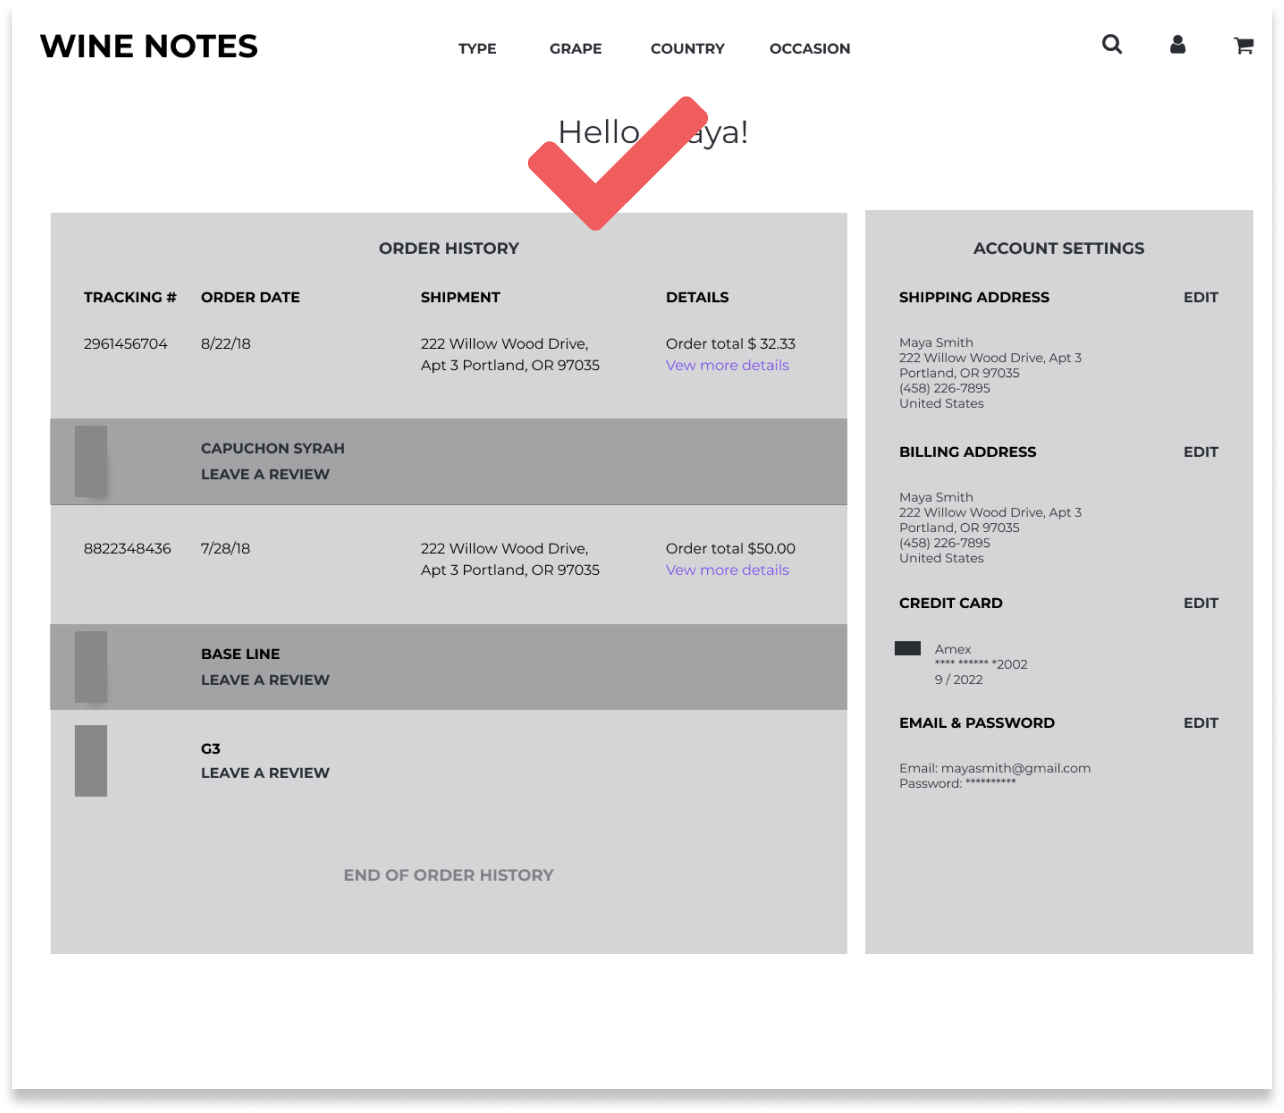 WINE NOTES
TYPE GRAPE COUNTRY OCCASION
Hello aya!
ORDER HISTORY
TRACKING # ORDER DATE SHIPMENT DETAILS
2961456704 8/22/18 222 Willow Wood Drive, Order total $ 32.33
Apt 3 Portland, OR 97035 Vew more details
CAPUCHON SYRAH
LEAVE A REVIEW
8822348436 7/28/18 222 Willow Wood Drive, Order total $50.00
Apt 3 Portland, OR 97035 Vew more details
BASE LINE
LEAVE A REVIEW
G3
LEAVE A REVIEW
END OF ORDER HISTORY
ACCOUNT SETTINGS
SHIPPING ADDRESS EDIT
Maya Smith
222 Willow Wood Drive, Apt 3
Portland, OR 97035
(458) 226-7895
United States
BILLING ADDRESS EDIT
Maya Smith
222 Willow Wood Drive, Apt 3
Portland, OR 97035
(458) 226-7895
United States
CREDIT CARD EDIT
Amex
**** ****** *2002
9 / 2022
EMAIL & PASSWORD EDIT
Email: mayasmith@gmail.com
Password: **********